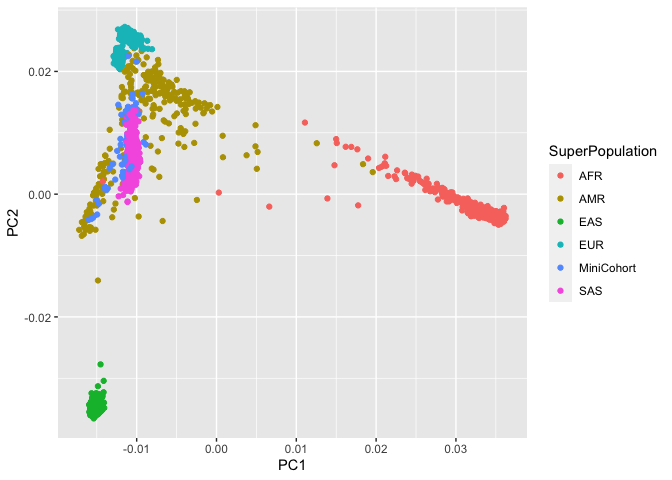 0.02
0.00
-0.02
PC2
-0.01
0.00
0.01
0.02
0.03
PC1
SuperPopulation
AFR
AMR
EAS
EUR
MiniCohort
SAS